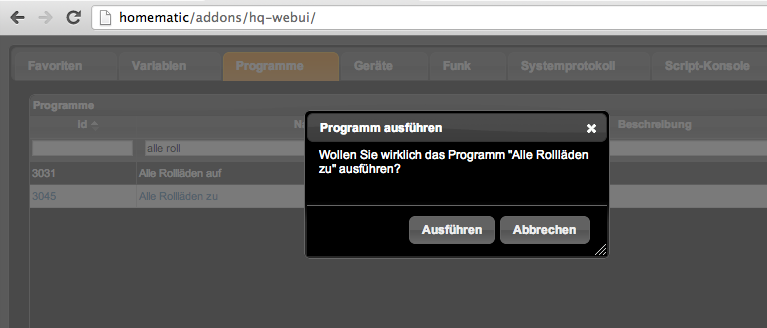 homematic/addons/hq-webui/
Favoriten Variablen Programme Geräte Funk Systemprotokoll Script-Konsole
Programme
Id Na Beschreibung
alle roll
3031 Alle Rollläden auf
3045 Alle Rollläden zu
Programm ausführen
Wollen Sie wirklich das Programm "Alle Rollläden
zu" ausführen?
Ausführen Abbrechen